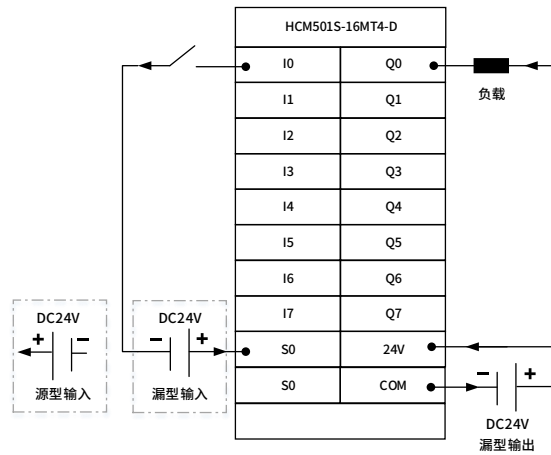 HCM501S-16MT4-D
I0 Q0
I1 Q1
负载
I2 Q2
I3 Q3
I4 Q4
I5 Q5
I6 Q6
I7 Q7
DC24V DC24V
+ − − +
S0 24V
源型输入 漏型输入
S0 COM
− +
DC24V
漏型输出